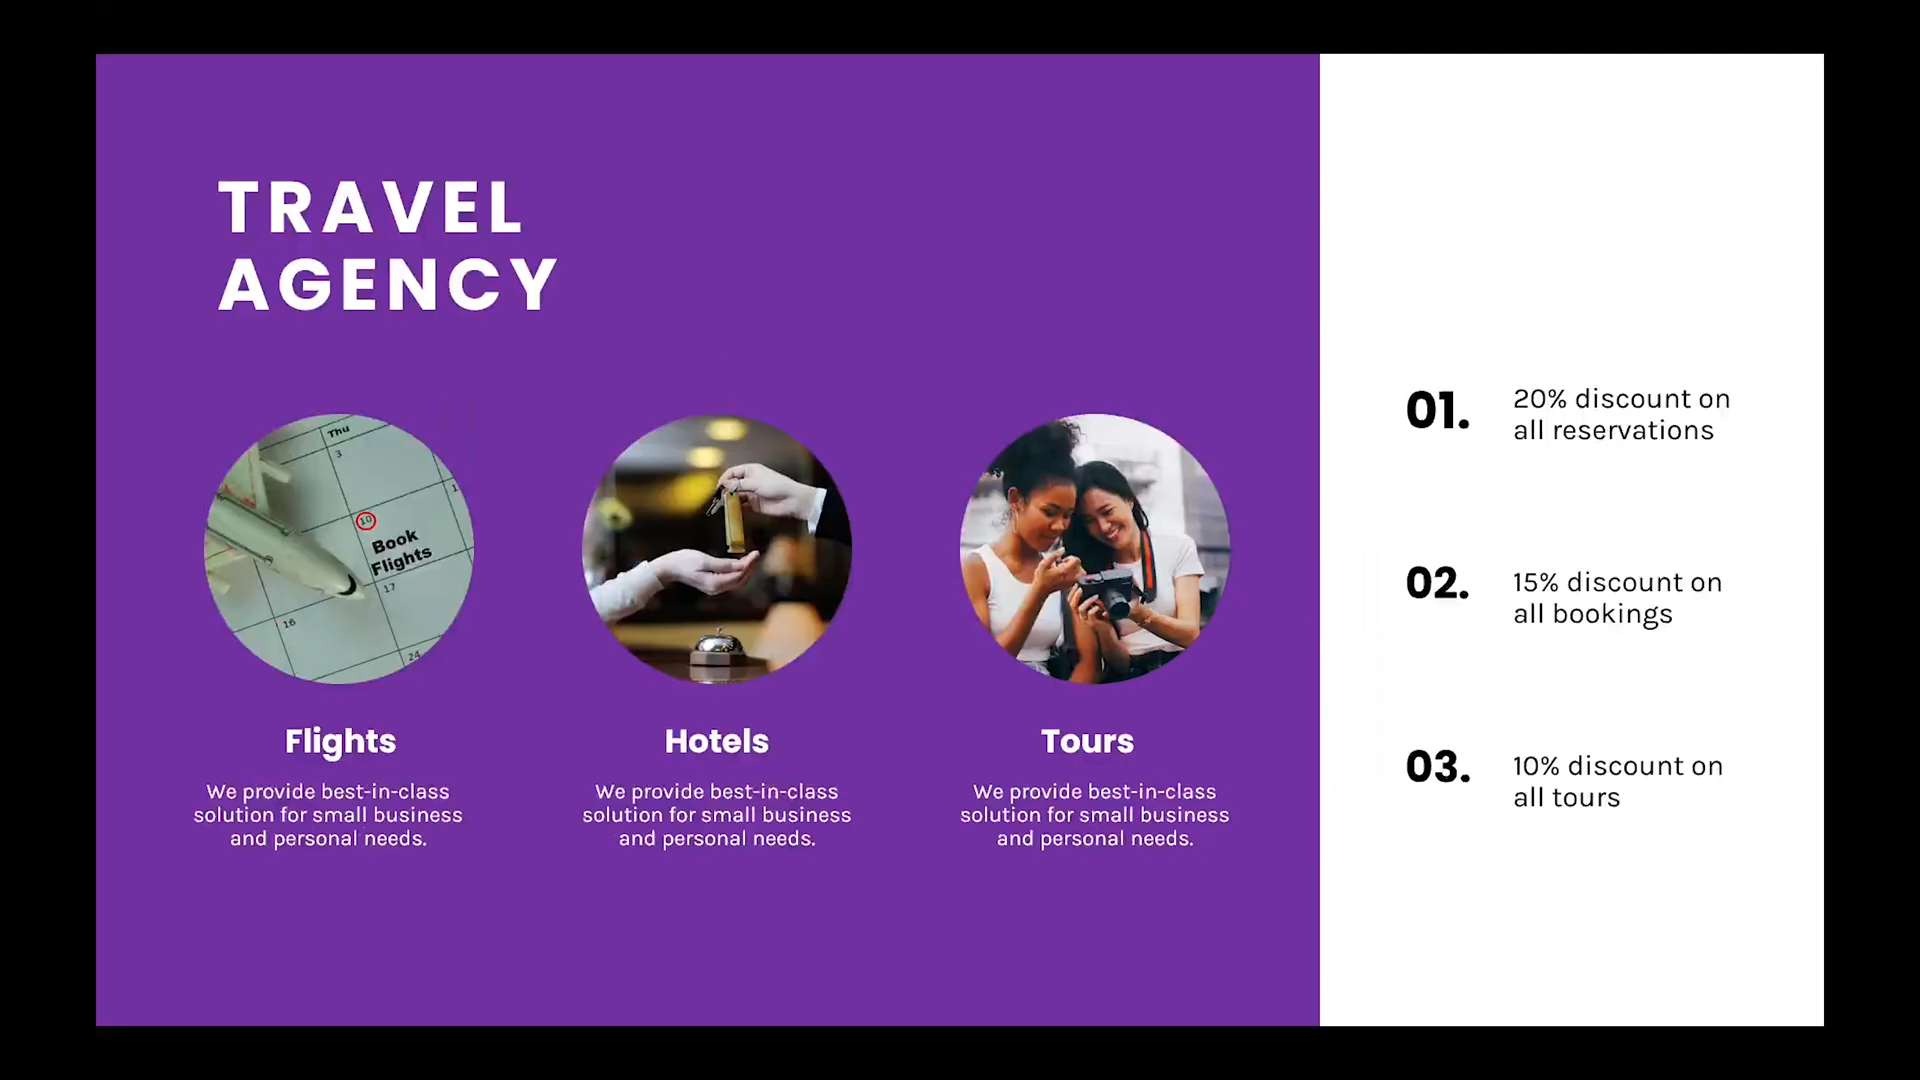 TRAVEL
AGENCY
Thu
3
1
10
Book
Flights
17
16
24
Flights
We provide best-in-class
solution for small business
and personal needs.
Hotels
We provide best-in-class
solution for small business
and personal needs.
Tours
We provide best-in-class
solution for small business
and personal needs.
01.
20% discount on
all reservations
02.
15% discount on
all bookings
03.
10% discount on
all tours